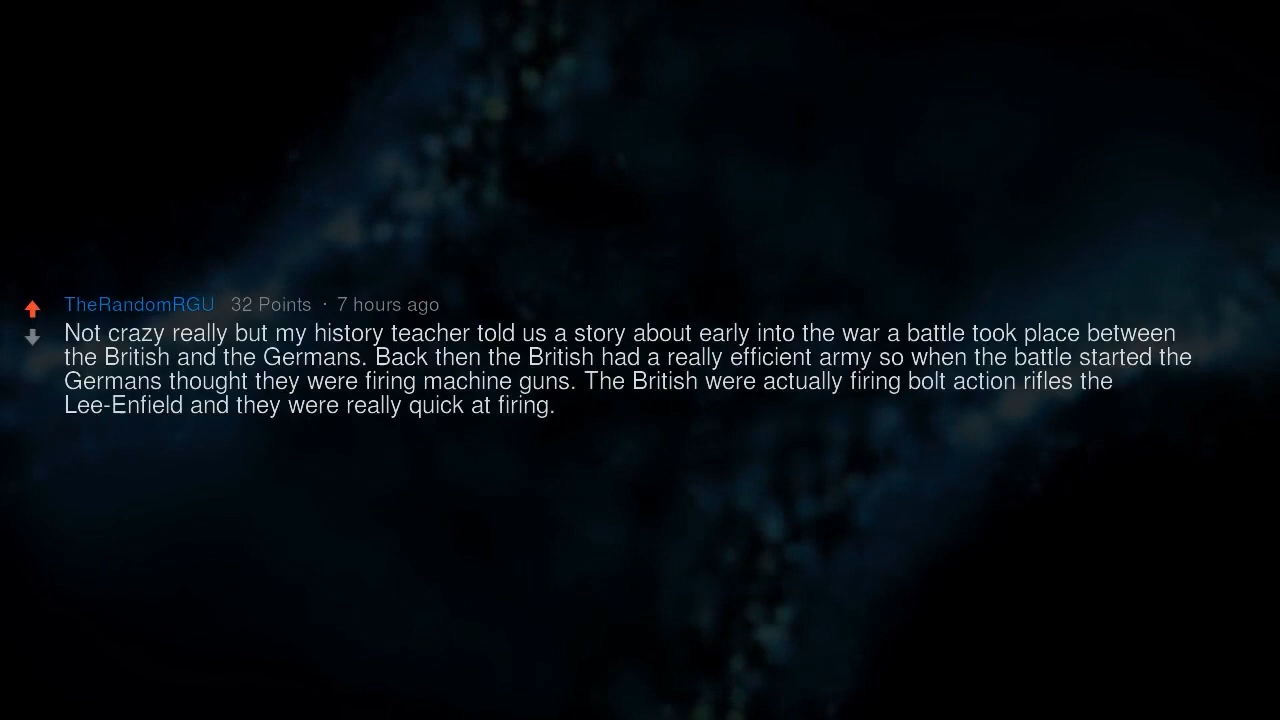 TheRandomRGU 32 Points · 7 hours ago
Not crazy really but my history teacher told us a story about early into the war a battle took place between
the British and the Germans. Back then the British had a really efficient army so when the battle started the
Germans thought they were firing machine guns. The British were actually firing bolt action rifles the
Lee-Enfield and they were really quick at firing.